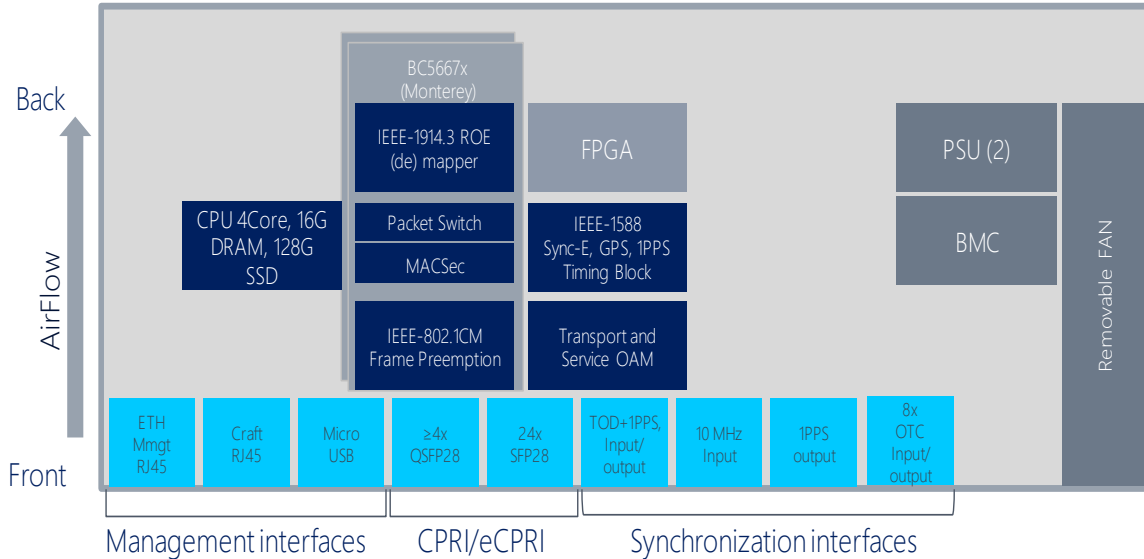 BC5667x
(Monterey)
Back
IEEE-1914.3 ROE
(de) mapper
FPGA
PSU (2)
CPU 4Core, 16G
DRAM, 128G
SSD
Packet Switch
MACSec
IEEE-1588
Sync-E, GPS, 1PPS
Timing Block
BMC
Removable FAN
AirFlow
IEEE-802.1CM
Frame Preemption
Transport and
Service OAM
Front
ETH
Mmgt
RJ45
Craft
RJ45
Micro
USB
≥4x
QSFP28
24x
SFP28
TOD+1PPS,
Input/
output
10 MHz
Input
1PPS
output
8x
OTC
Input/
output
Management interfaces
CPRI/eCPRI
Synchronization interfaces